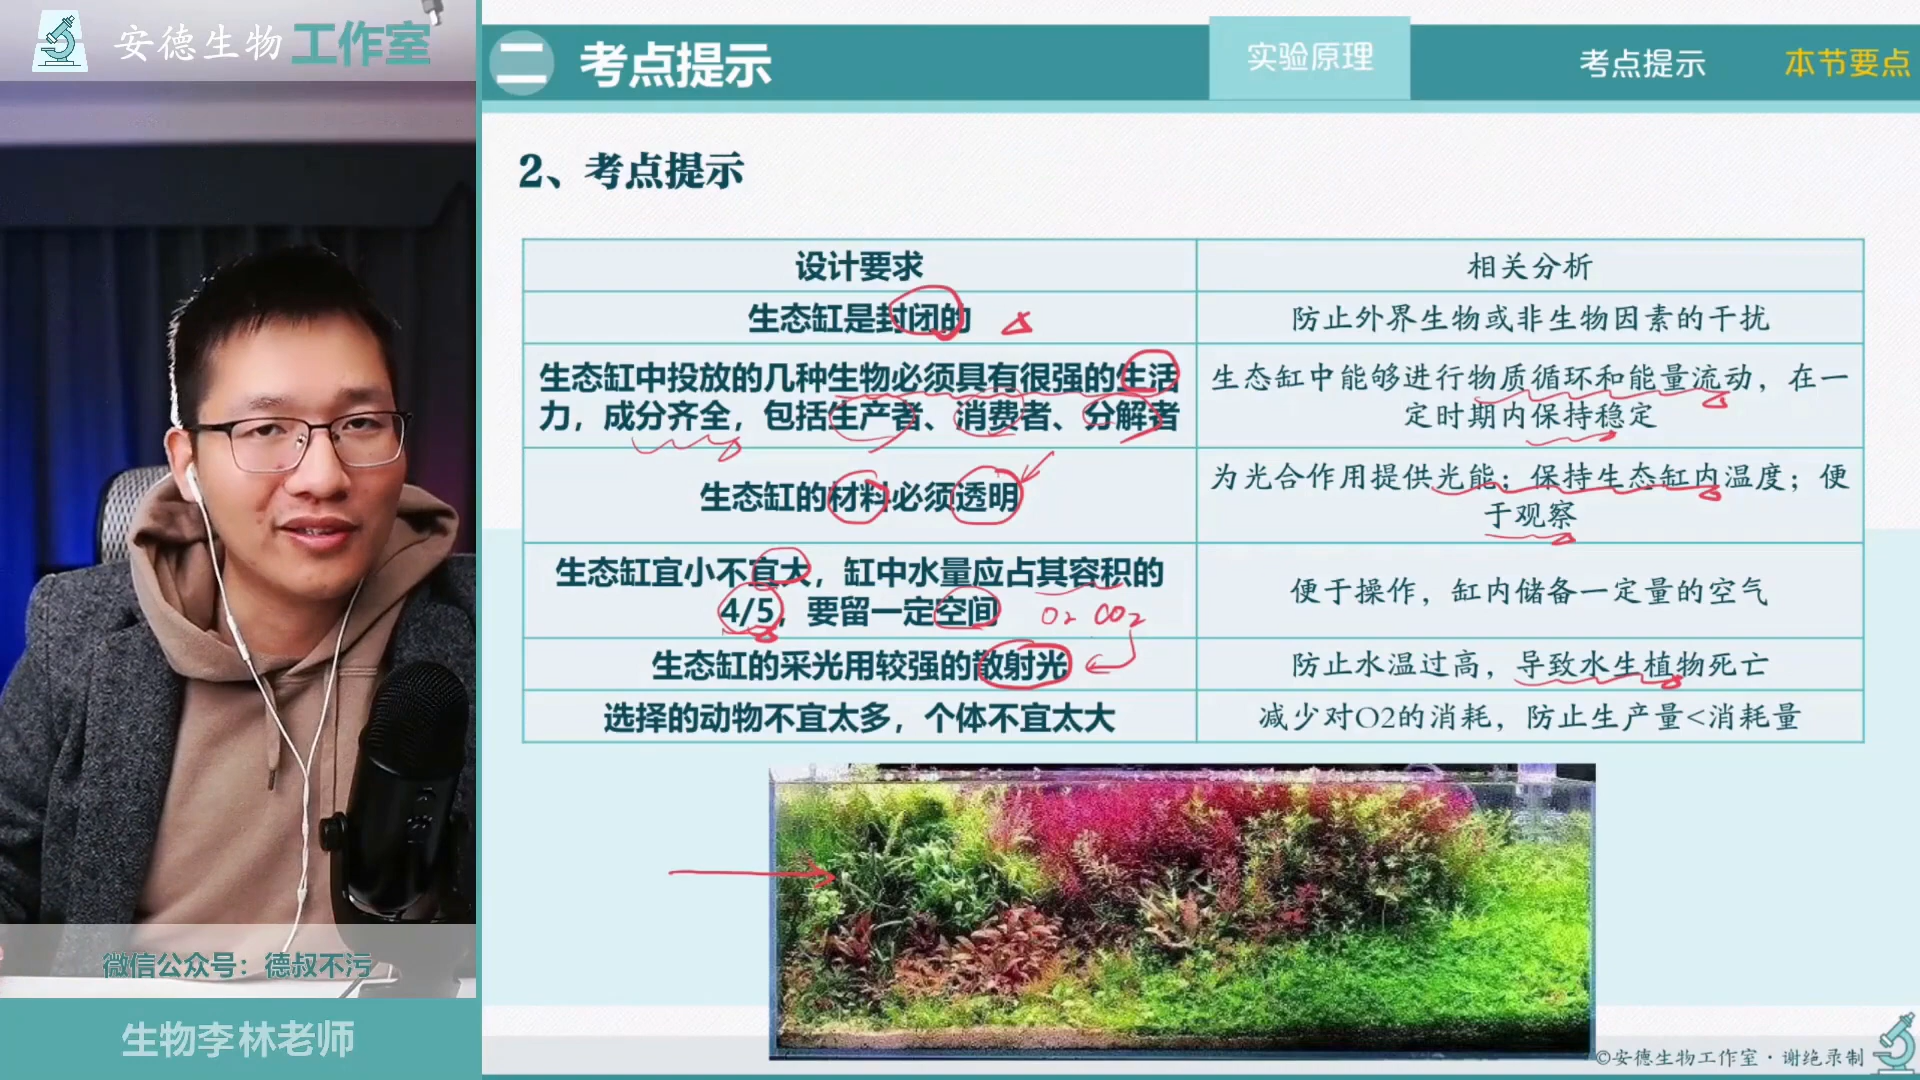 安德生物工作室
二 考点提示
实验原理
考点提示
本节要点
2、考点提示
设计要求
相关分析
生态缸是封闭的
防止外界生物或非生物因素的干扰
生态缸中投放的几种生物必须具有很强的生活
力，成分齐全，包括生产者、消费者、分解者
生态缸中能够进行物质循环和能量流动，在一
定时期内保持稳定
生态缸的材料必须透明
为光合作用提供光能；保持生态缸内温度；便
于观察
生态缸宜小不宜大，缸中水量应占其容积的
4/5，要留一定空间
O2 CO2
便于操作，缸内储备一定量的空气
生态缸的采光用较强的散射光
防止水温过高，导致水生植物死亡
选择的动物不宜太多，个体不宜太大
减少对O2的消耗，防止生产量<消耗量
微信公众号：德叔不污
生物李林老师
©安德生物工作室·谢绝录制